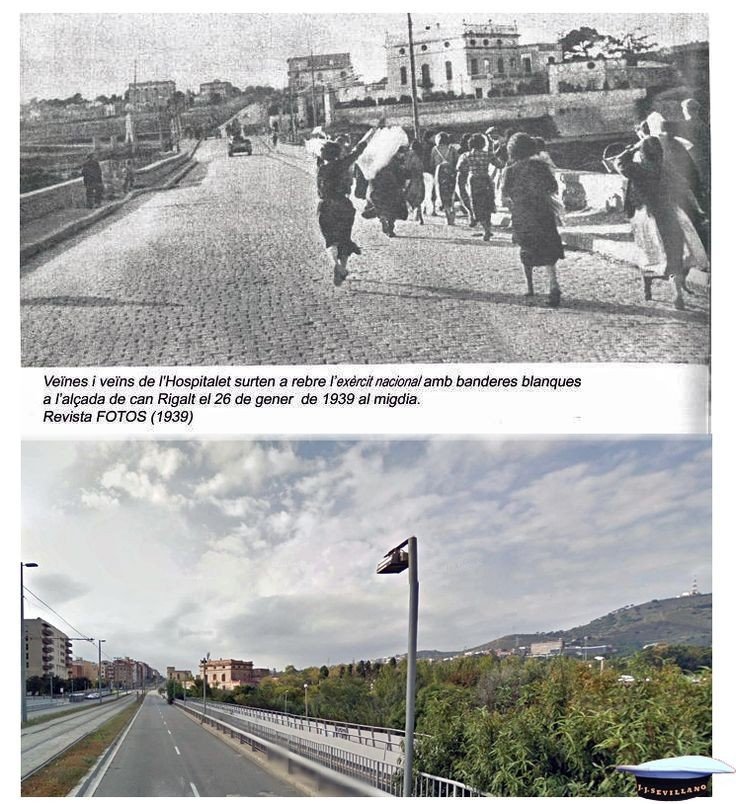 Veïnes i veïns de l'Hospitalet surten a rebre l'exèrcit nacional amb banderes blanques
a l'alçada de can Rigalt el 26 de gener  de 1939 al migdia.
Revista FOTOS (1939)
J.J.SEVILLANO